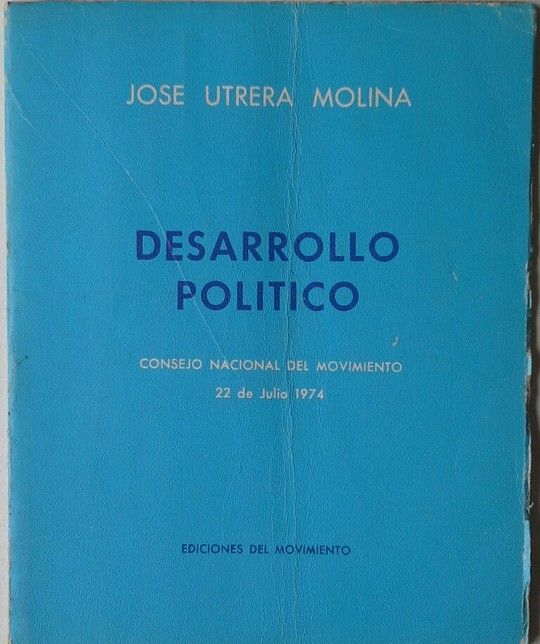 JOSE UTRERA MOLINA
DESARROLLO
POLITICO
CONSEJO NACIONAL DEL MOVIMIENTO
22 de Julio 1974
EDICIONES DEL MOVIMIENTO